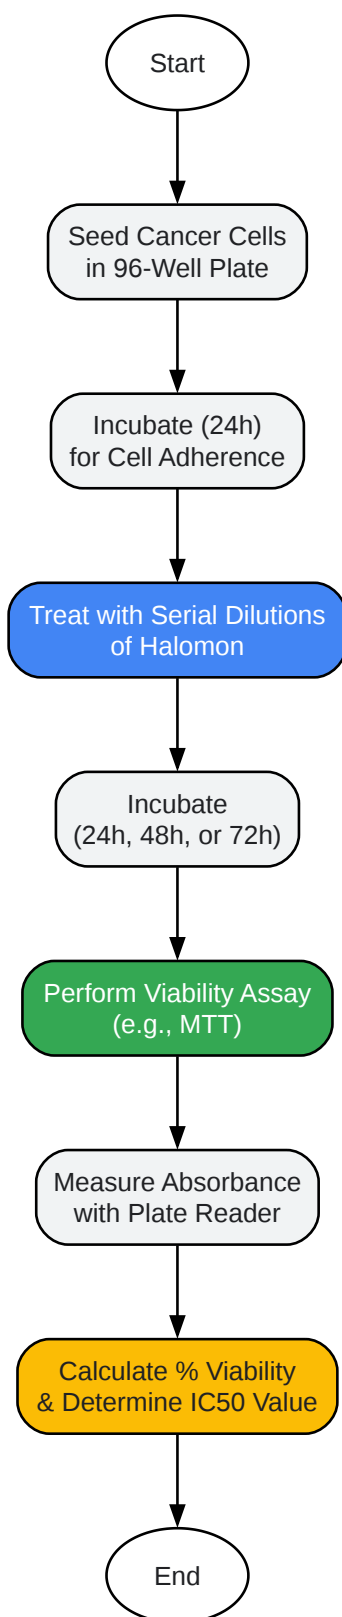 Start
Seed Cancer Cells
in 96-Well Plate
Incubate (24h)
for Cell Adherence
Treat with Serial Dilutions
of Halomon
Incubate
(24h, 48h, or 72h)
Perform Viability Assay
(e.g., MTT)
Measure Absorbance
with Plate Reader
Calculate % Viability
& Determine IC50 Value
End